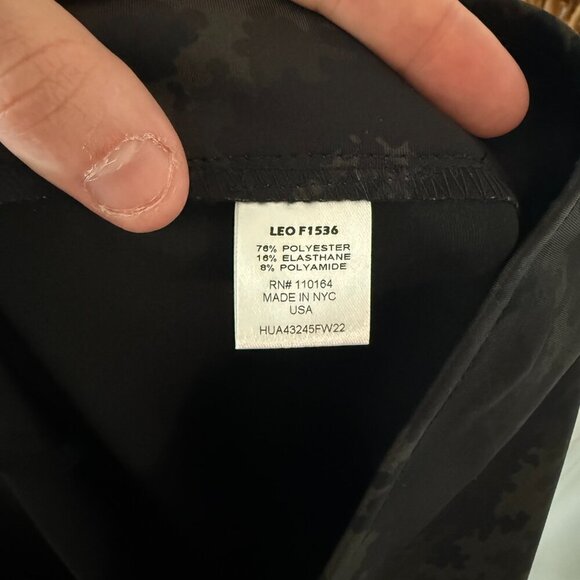 LEO F1536
76% POLYESTER
16% ELASTHANE
8% POLYAMIDE
RN# 110164
MADE IN NYC
USA
HUA43245FW22